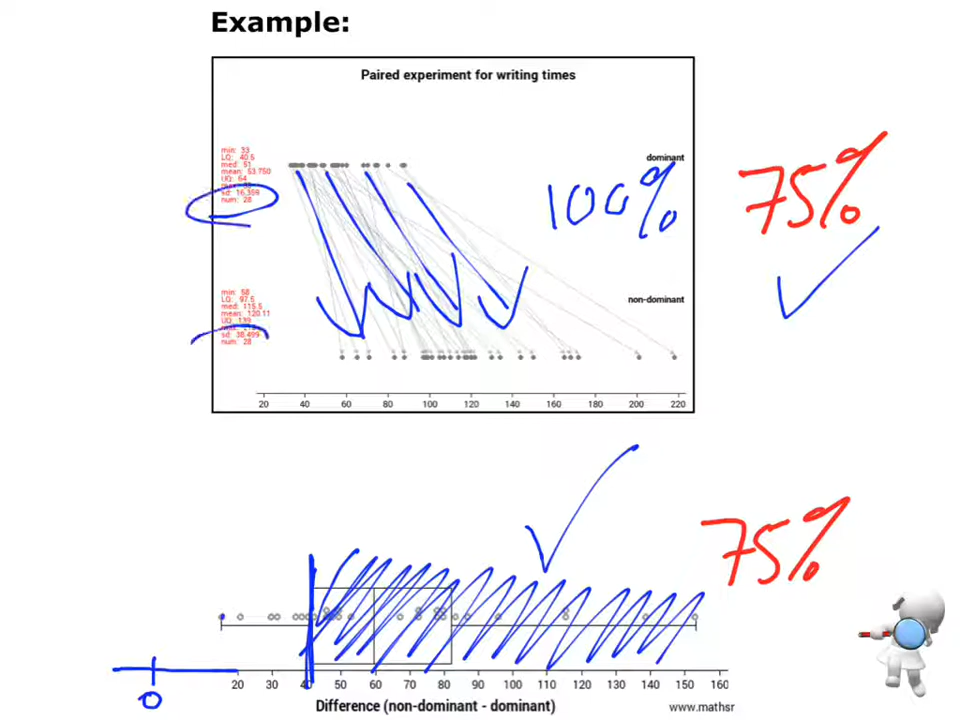 Example:
Paired experiment for writing times
min: 33
LQ: 40.5
med: 51
mean: 53.750
UQ: 64
sd: 16.359
num: 28
dominant
100%
75%
min: 58
LQ: 97.5
med: 115.5
mean: 120.11
UQ: 139
sd: 38.499
num: 28
non-dominant
20 40 60 80 100 120 140 160 180 200 220
75%
0
20 30 40 50 60 70 80 90 100 110 120 130 140 150 160
Difference (non-dominant - dominant)
www.mathsr